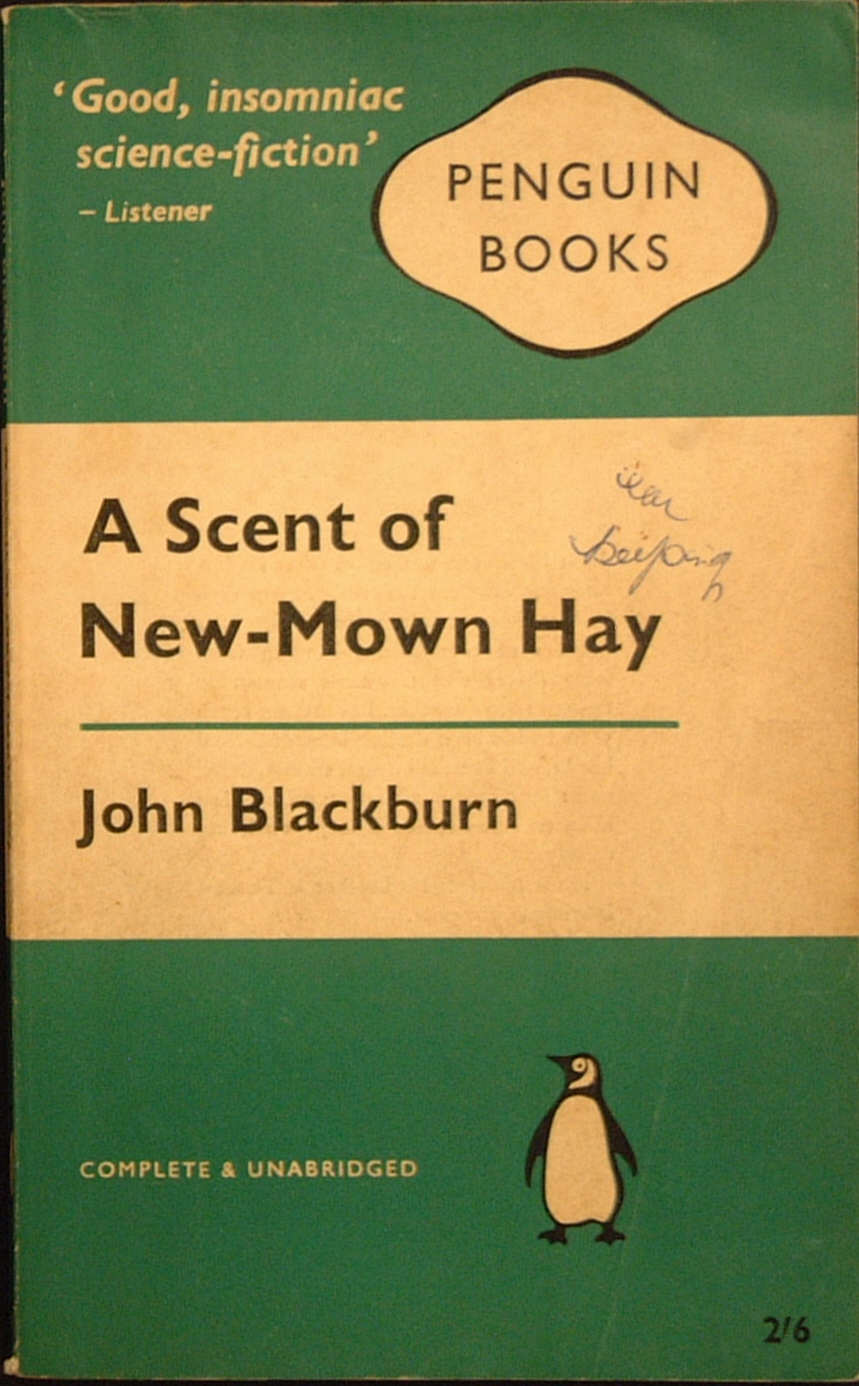 ‘Good, insomniac
science-fiction’
– Listener
PENGUIN
BOOKS
A Scent of
New-Mown Hay
John Blackburn
COMPLETE & UNABRIDGED
2/6